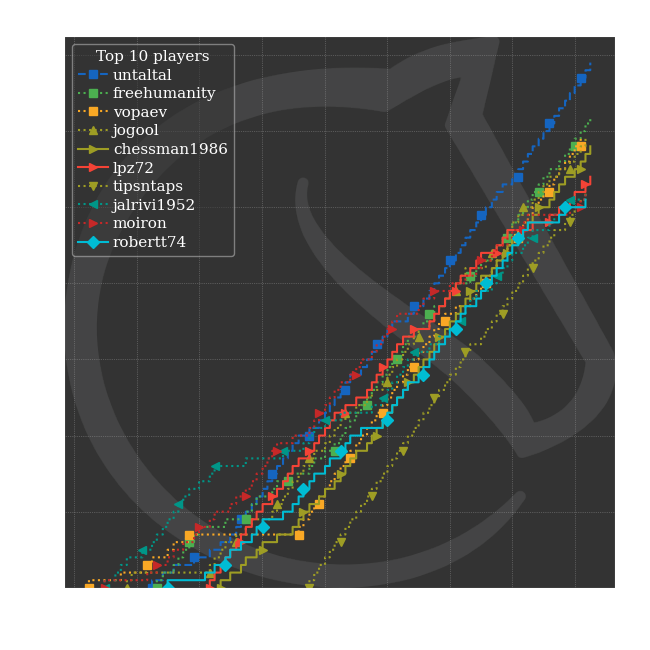 Top 10 players
untaltal
freehumanity
vopaev
jogool
chessman1986
lpz72
tipsntaps
jalrivi1952
moiron
robertt74